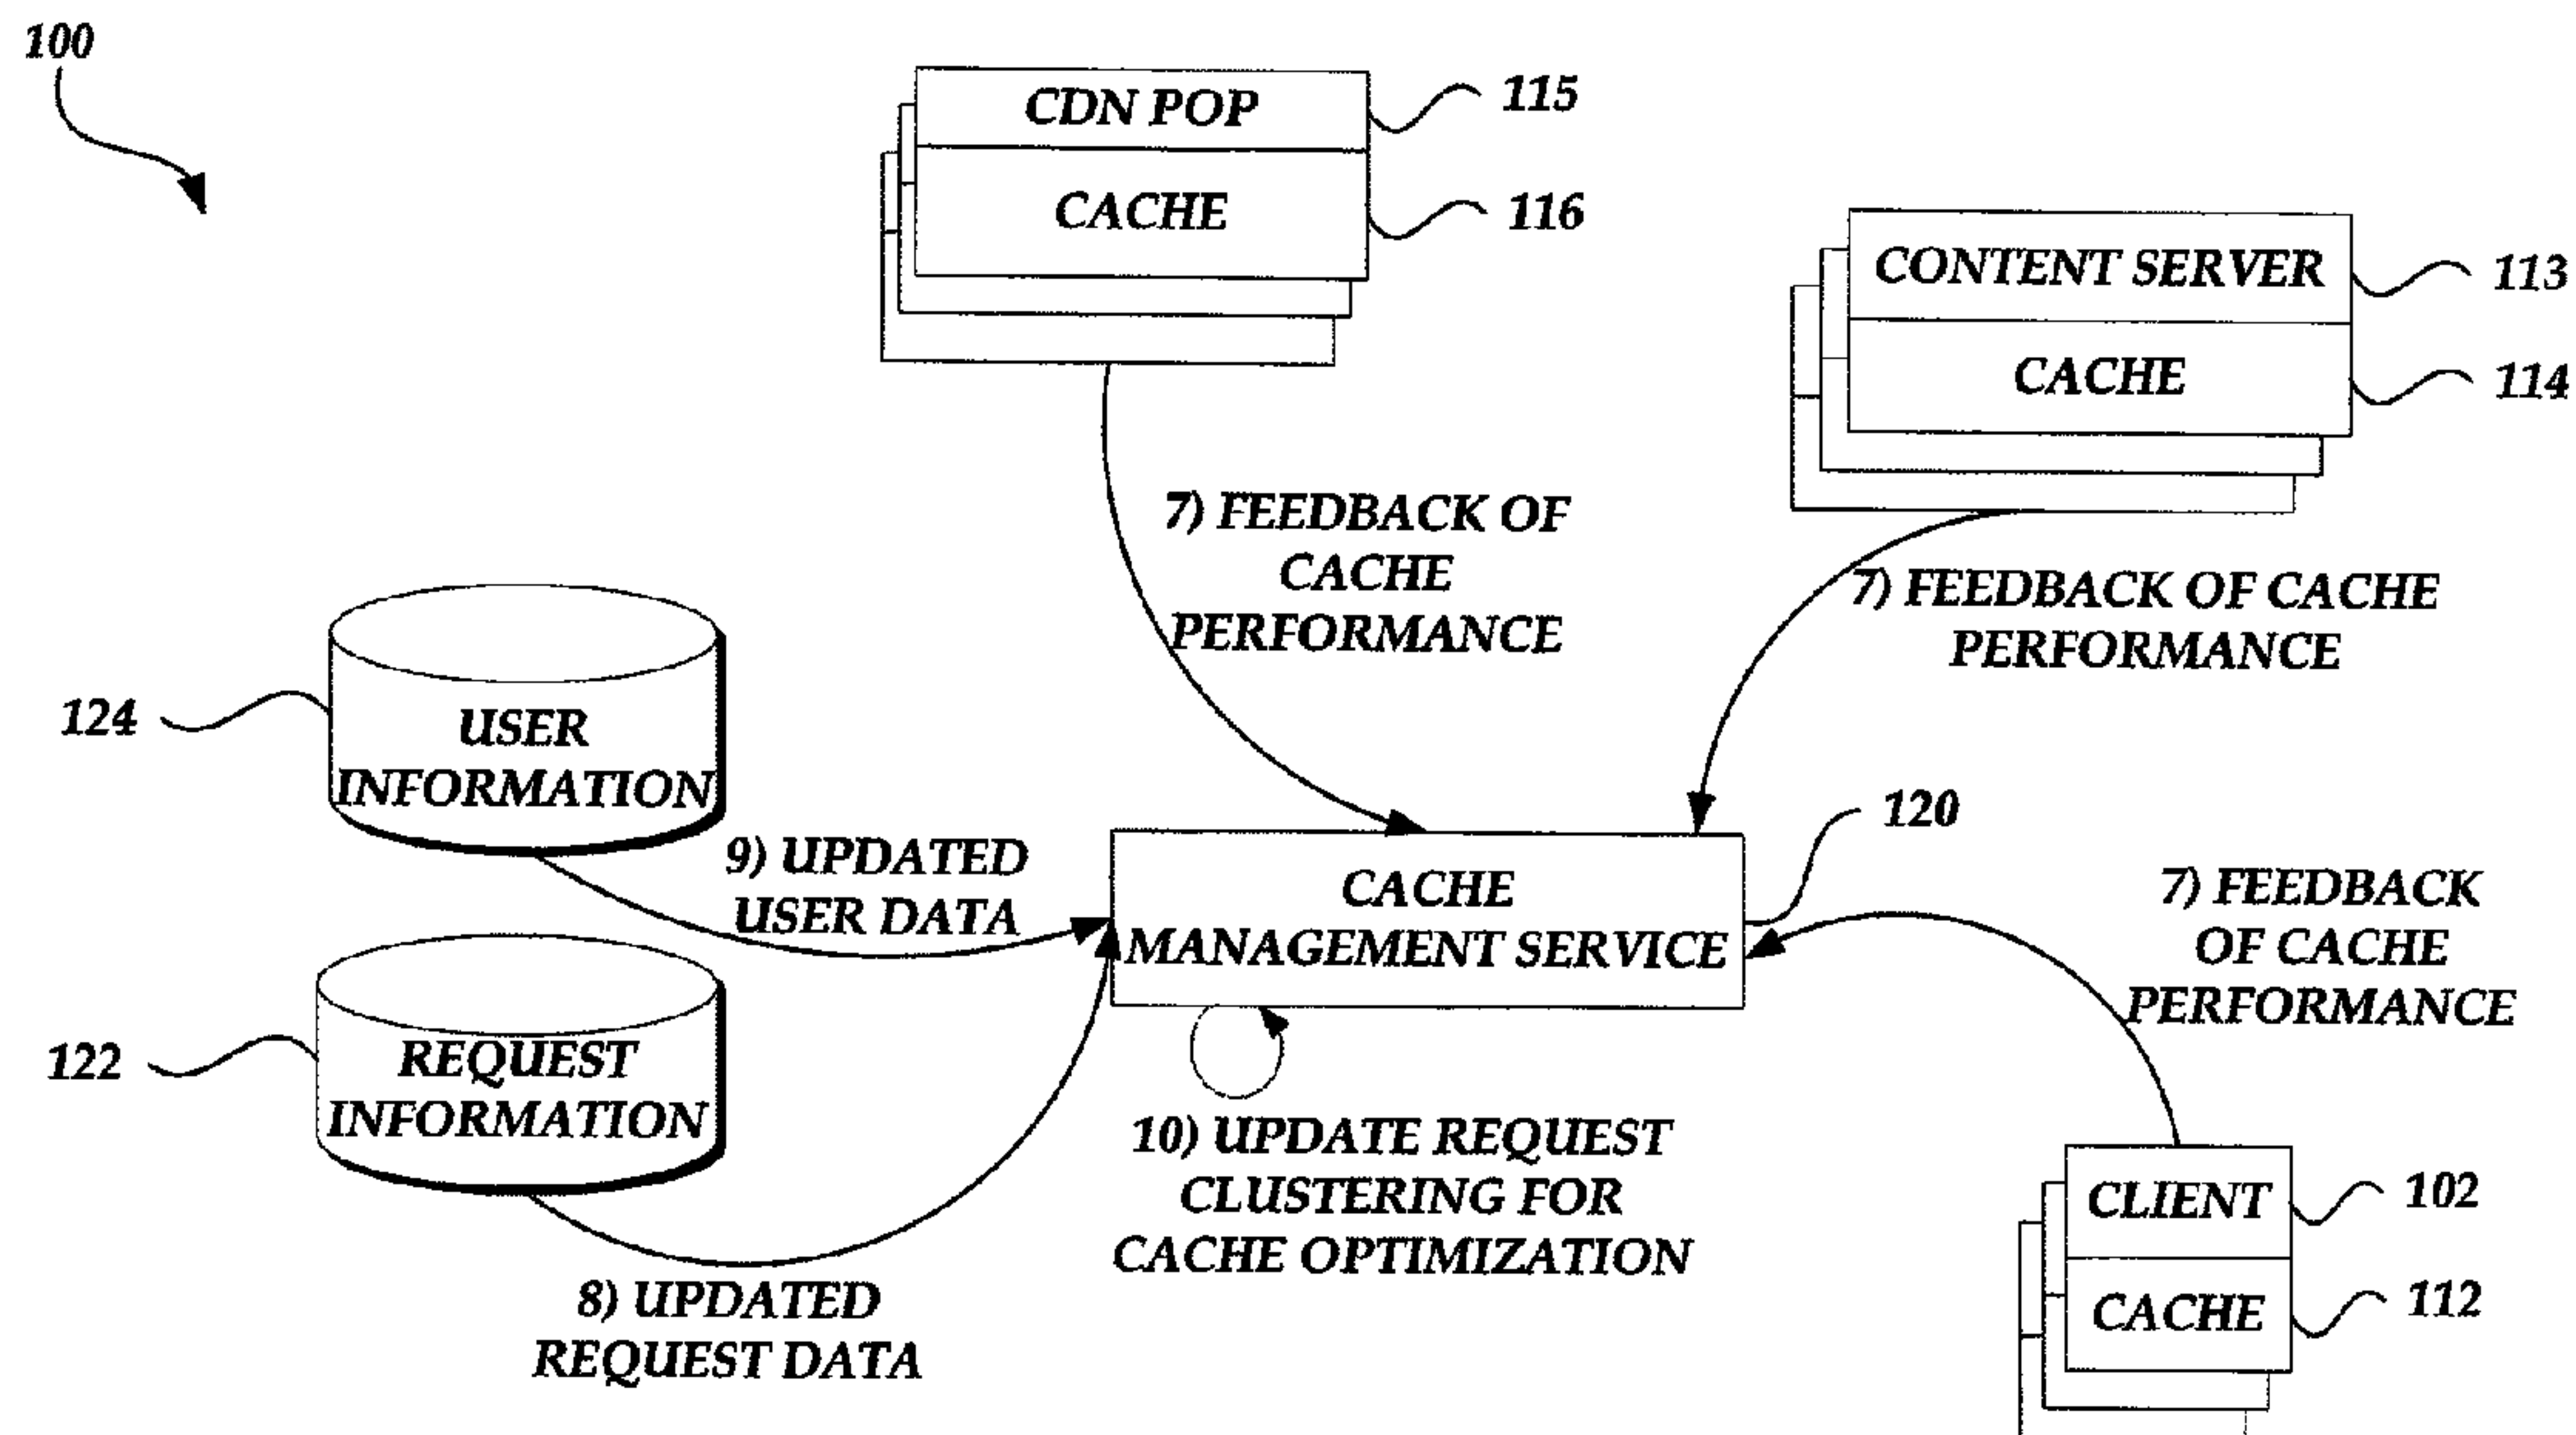 100
CDN POP
115
CACHE
116
CONTENT SERVER
113
CACHE
114
7) FEEDBACK OF
CACHE
PERFORMANCE
7) FEEDBACK OF CACHE
PERFORMANCE
124
USER
INFORMATION
9) UPDATED
USER DATA
120
CACHE
MANAGEMENT SERVICE
7) FEEDBACK
OF CACHE
PERFORMANCE
122
REQUEST
INFORMATION
10) UPDATE REQUEST
CLUSTERING FOR
CACHE OPTIMIZATION
8) UPDATED
REQUEST DATA
CLIENT
102
CACHE
112